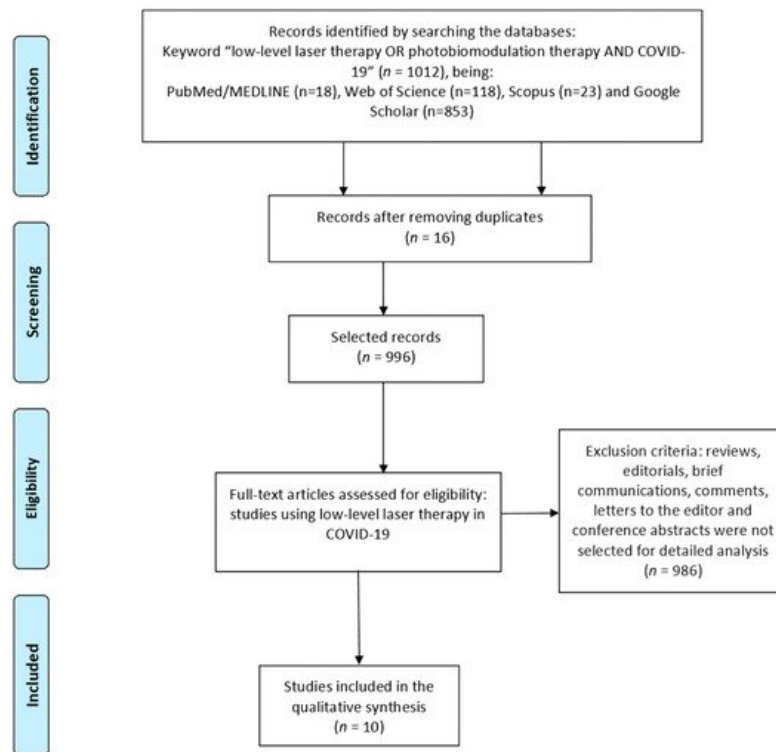 Identification
Records identified by searching the databases:
Keyword “low-level laser therapy OR photobiomodulation therapy AND COVID-
19” (n = 1012), being:
PubMed/MEDLINE (n=18), Web of Science (n=118), Scopus (n=23) and Google
Scholar (n=853)
Screening
Records after removing duplicates
(n = 16)
Selected records
(n = 996)
Eligibility
Full-text articles assessed for eligibility:
studies using low-level laser therapy in
COVID-19
Exclusion criteria: reviews,
editorials, brief
communications, comments,
letters to the editor and
conference abstracts were not
selected for detailed analysis
(n = 986)
Included
Studies included in the
qualitative synthesis
(n = 10)